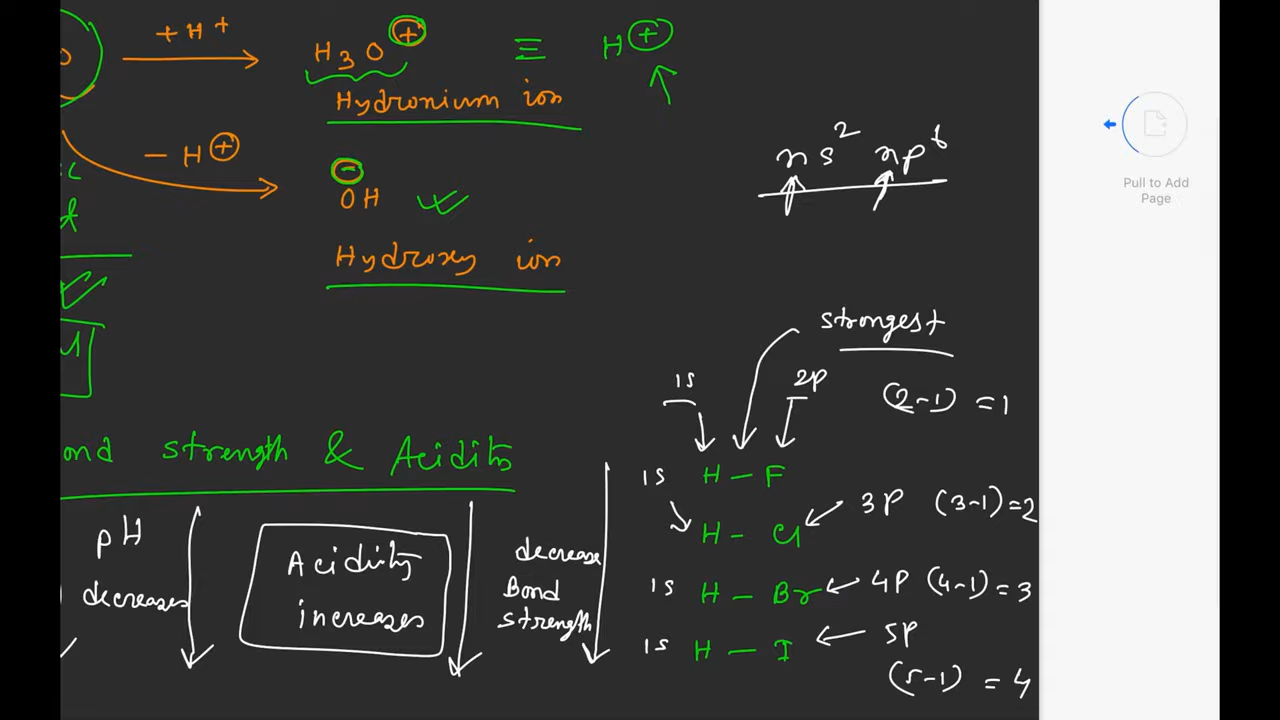 + H+
O
H3O⊕ ≡ H⊕
Hydronium ion
- H⊕
⊖
OH
Hydroxy ion
ns² np⁶
Pull to Add
Page
strongest
1s 2p
(2-1) = 1
ond strength & Acidity
1s H - F
H - Cl 3p (3-1)=2
1s H - Br 4p (4-1) = 3
1s H - I 5p
(5-1) = 4
pH
decreases
Acidity
increases
decrease
Bond
strength